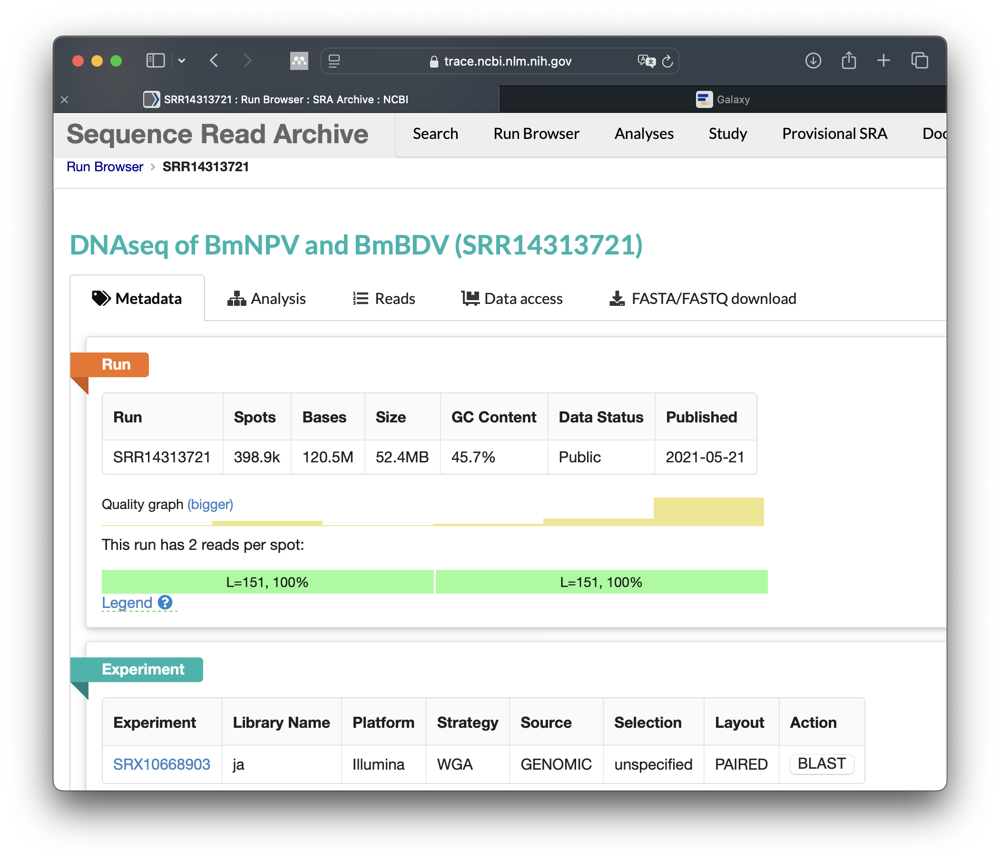 trace.ncbi.nlm.nih.gov
SRR14313721 : Run Browser : SRA Archive : NCBI
Galaxy
Sequence Read Archive
Search Run Browser Analyses Study Provisional SRA Doc
Run Browser > SRR14313721
DNAseq of BmNPV and BmBDV (SRR14313721)
Metadata Analysis Reads Data access FASTA/FASTQ download
Run
Run Spots Bases Size GC Content Data Status Published
SRR14313721 398.9k 120.5M 52.4MB 45.7% Public 2021-05-21
Quality graph (bigger)
This run has 2 reads per spot:
L=151, 100% L=151, 100%
Legend ?
Experiment
Experiment Library Name Platform Strategy Source Selection Layout Action
SRX10668903 ja Illumina WGA GENOMIC unspecified PAIRED BLAST